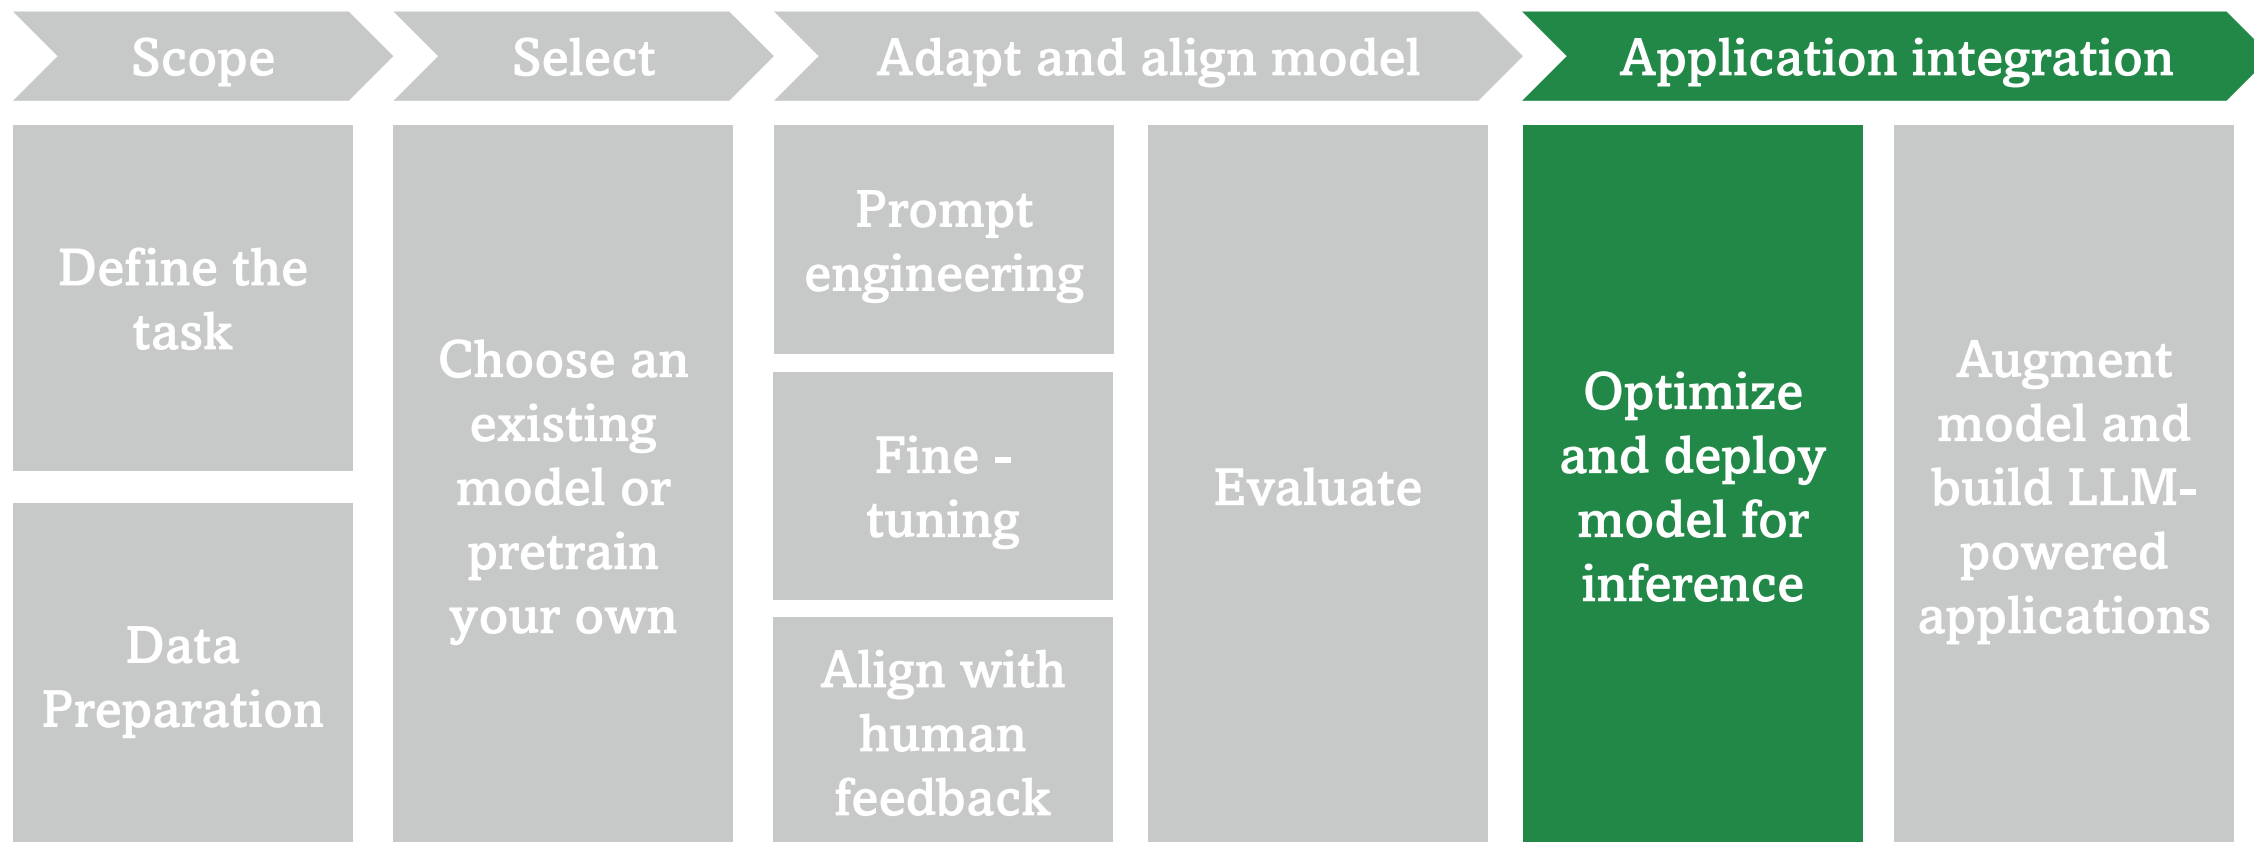 Scope
Select
Adapt and align model
Application integration
Define the
task
Data
Preparation
Choose an
existing
model or
pretrain
your own
Prompt
engineering
Fine -
tuning
Align with
human
feedback
Evaluate
Optimize
and deploy
model for
inference
Augment
model and
build LLM-
powered
applications